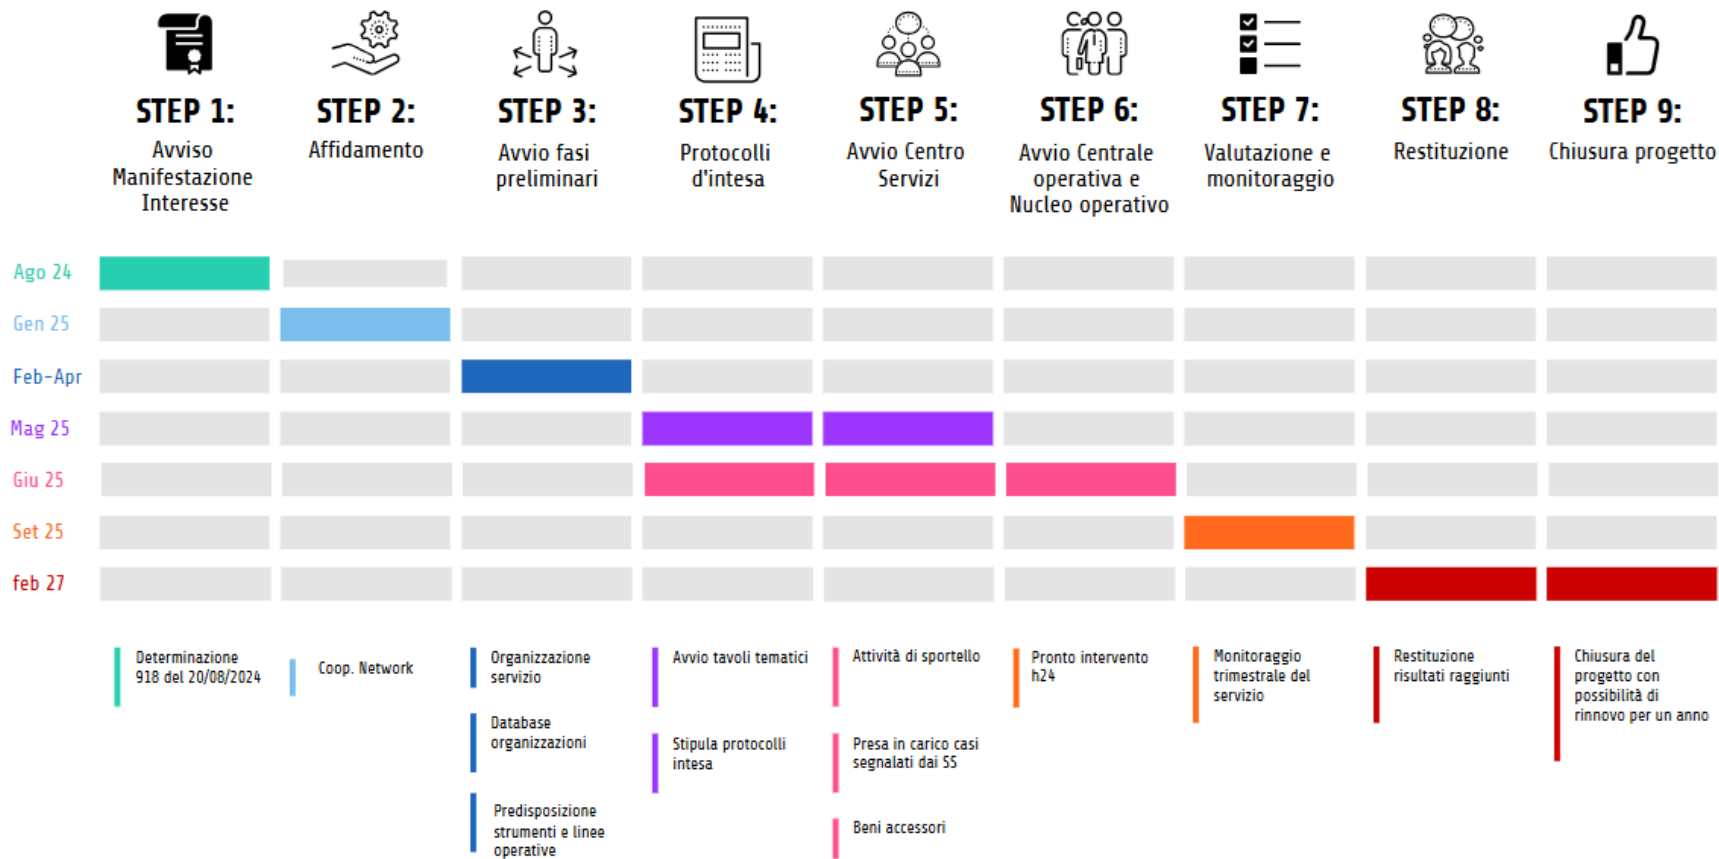 STEP 1:
Avviso
Manifestazione
Interesse
STEP 2:
Affidamento
STEP 3:
Avvio fasi
preliminari
STEP 4:
Protocolli
d'intesa
STEP 5:
Avvio Centro
Servizi
STEP 6:
Avvio Centrale
operativa e
Nucleo operativo
STEP 7:
Valutazione e
monitoraggio
STEP 8:
Restituzione
STEP 9:
Chiusura progetto
Ago 24
Gen 25
Feb-Apr
Mag 25
Giu 25
Set 25
feb 27
Determinazione
918 del 20/08/2024
Coop. Network
Organizzazione
servizio
Database
organizzazioni
Predisposizione
strumenti e linee
operative
Avvio tavoli tematici
Stipula protocolli
intesa
Attività di sportello
Presa in carico casi
segnalati dai SS
Beni accessori
Pronto intervento
h24
Monitoraggio
trimestrale del
servizio
Restituzione
risultati raggiunti
Chiusura del
progetto con
possibilità di
rinnovo per un anno